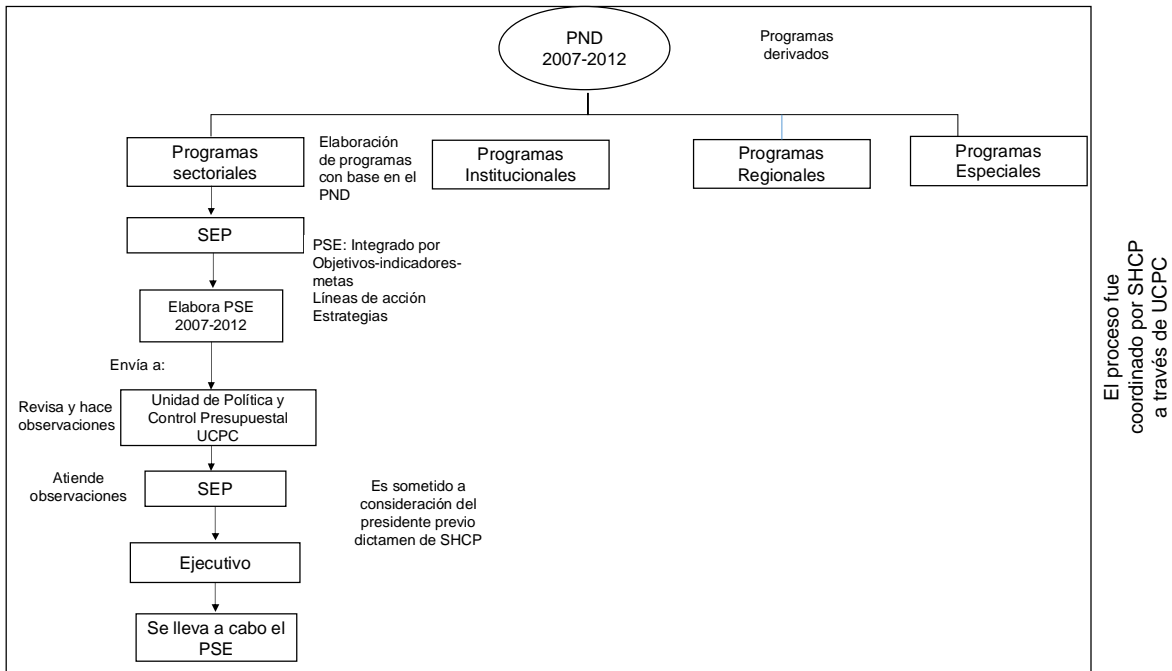 PND
2007-2012
Programas
derivados
Programas
sectoriales
Elaboración
de programas
con base en el
PND
Programas
Institucionales
Programas
Regionales
Programas
Especiales
SEP
PSE: Integrado por
Objetivos-indicadores-
metas
Líneas de acción
Estrategias
Elabora PSE
2007-2012
Envía a:
Revisa y hace
observaciones
Unidad de Política y
Control Presupuestal
UCPC
Atiende
observaciones
SEP
Es sometido a
consideración del
presidente previo
dictamen de SHCP
Ejecutivo
Se lleva a cabo el
PSE
El proceso fue
coordinado por SHCP
a través de UCPC